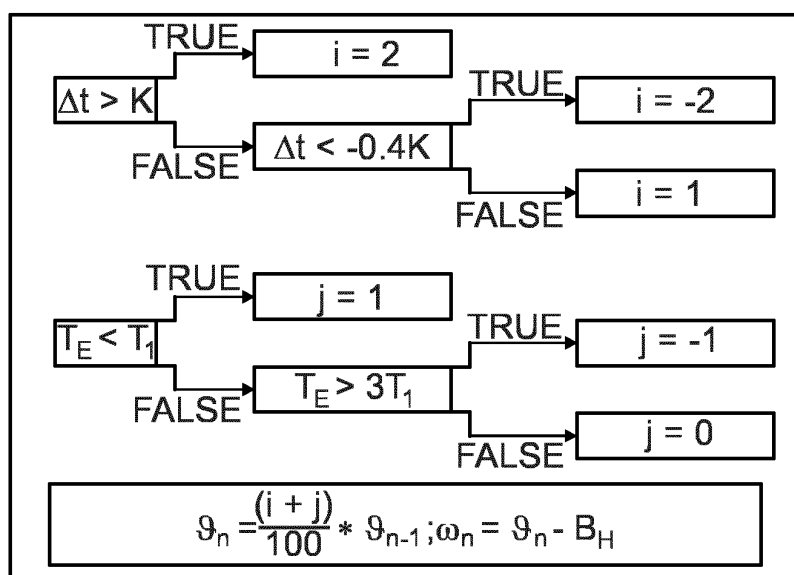 TRUE
i = 2
Δt > K
TRUE
i = -2
FALSE
Δt < -0.4K
FALSE
i = 1
TRUE
j = 1
T_E < T_1
TRUE
j = -1
FALSE
T_E > 3T_1
FALSE
j = 0
ϑ_n = (i + j)/100 * ϑ_{n-1} ; ω_n = ϑ_n - B_H